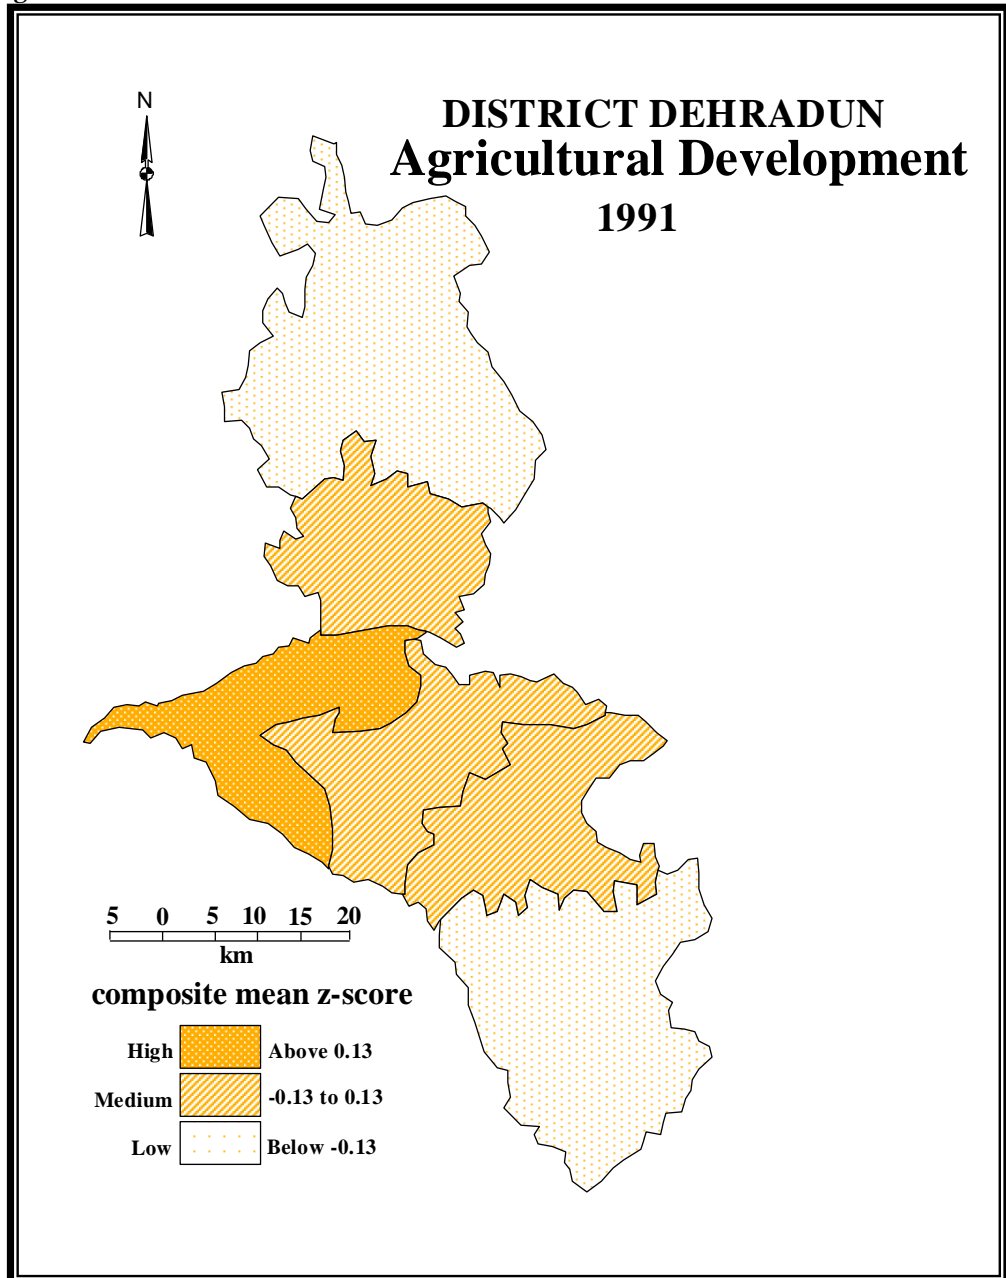 N
DISTRICT DEHRADUN
Agricultural Development
1991
5 0 5 10 15 20
km
composite mean z-score
High Above 0.13
Medium -0.13 to 0.13
Low Below -0.13